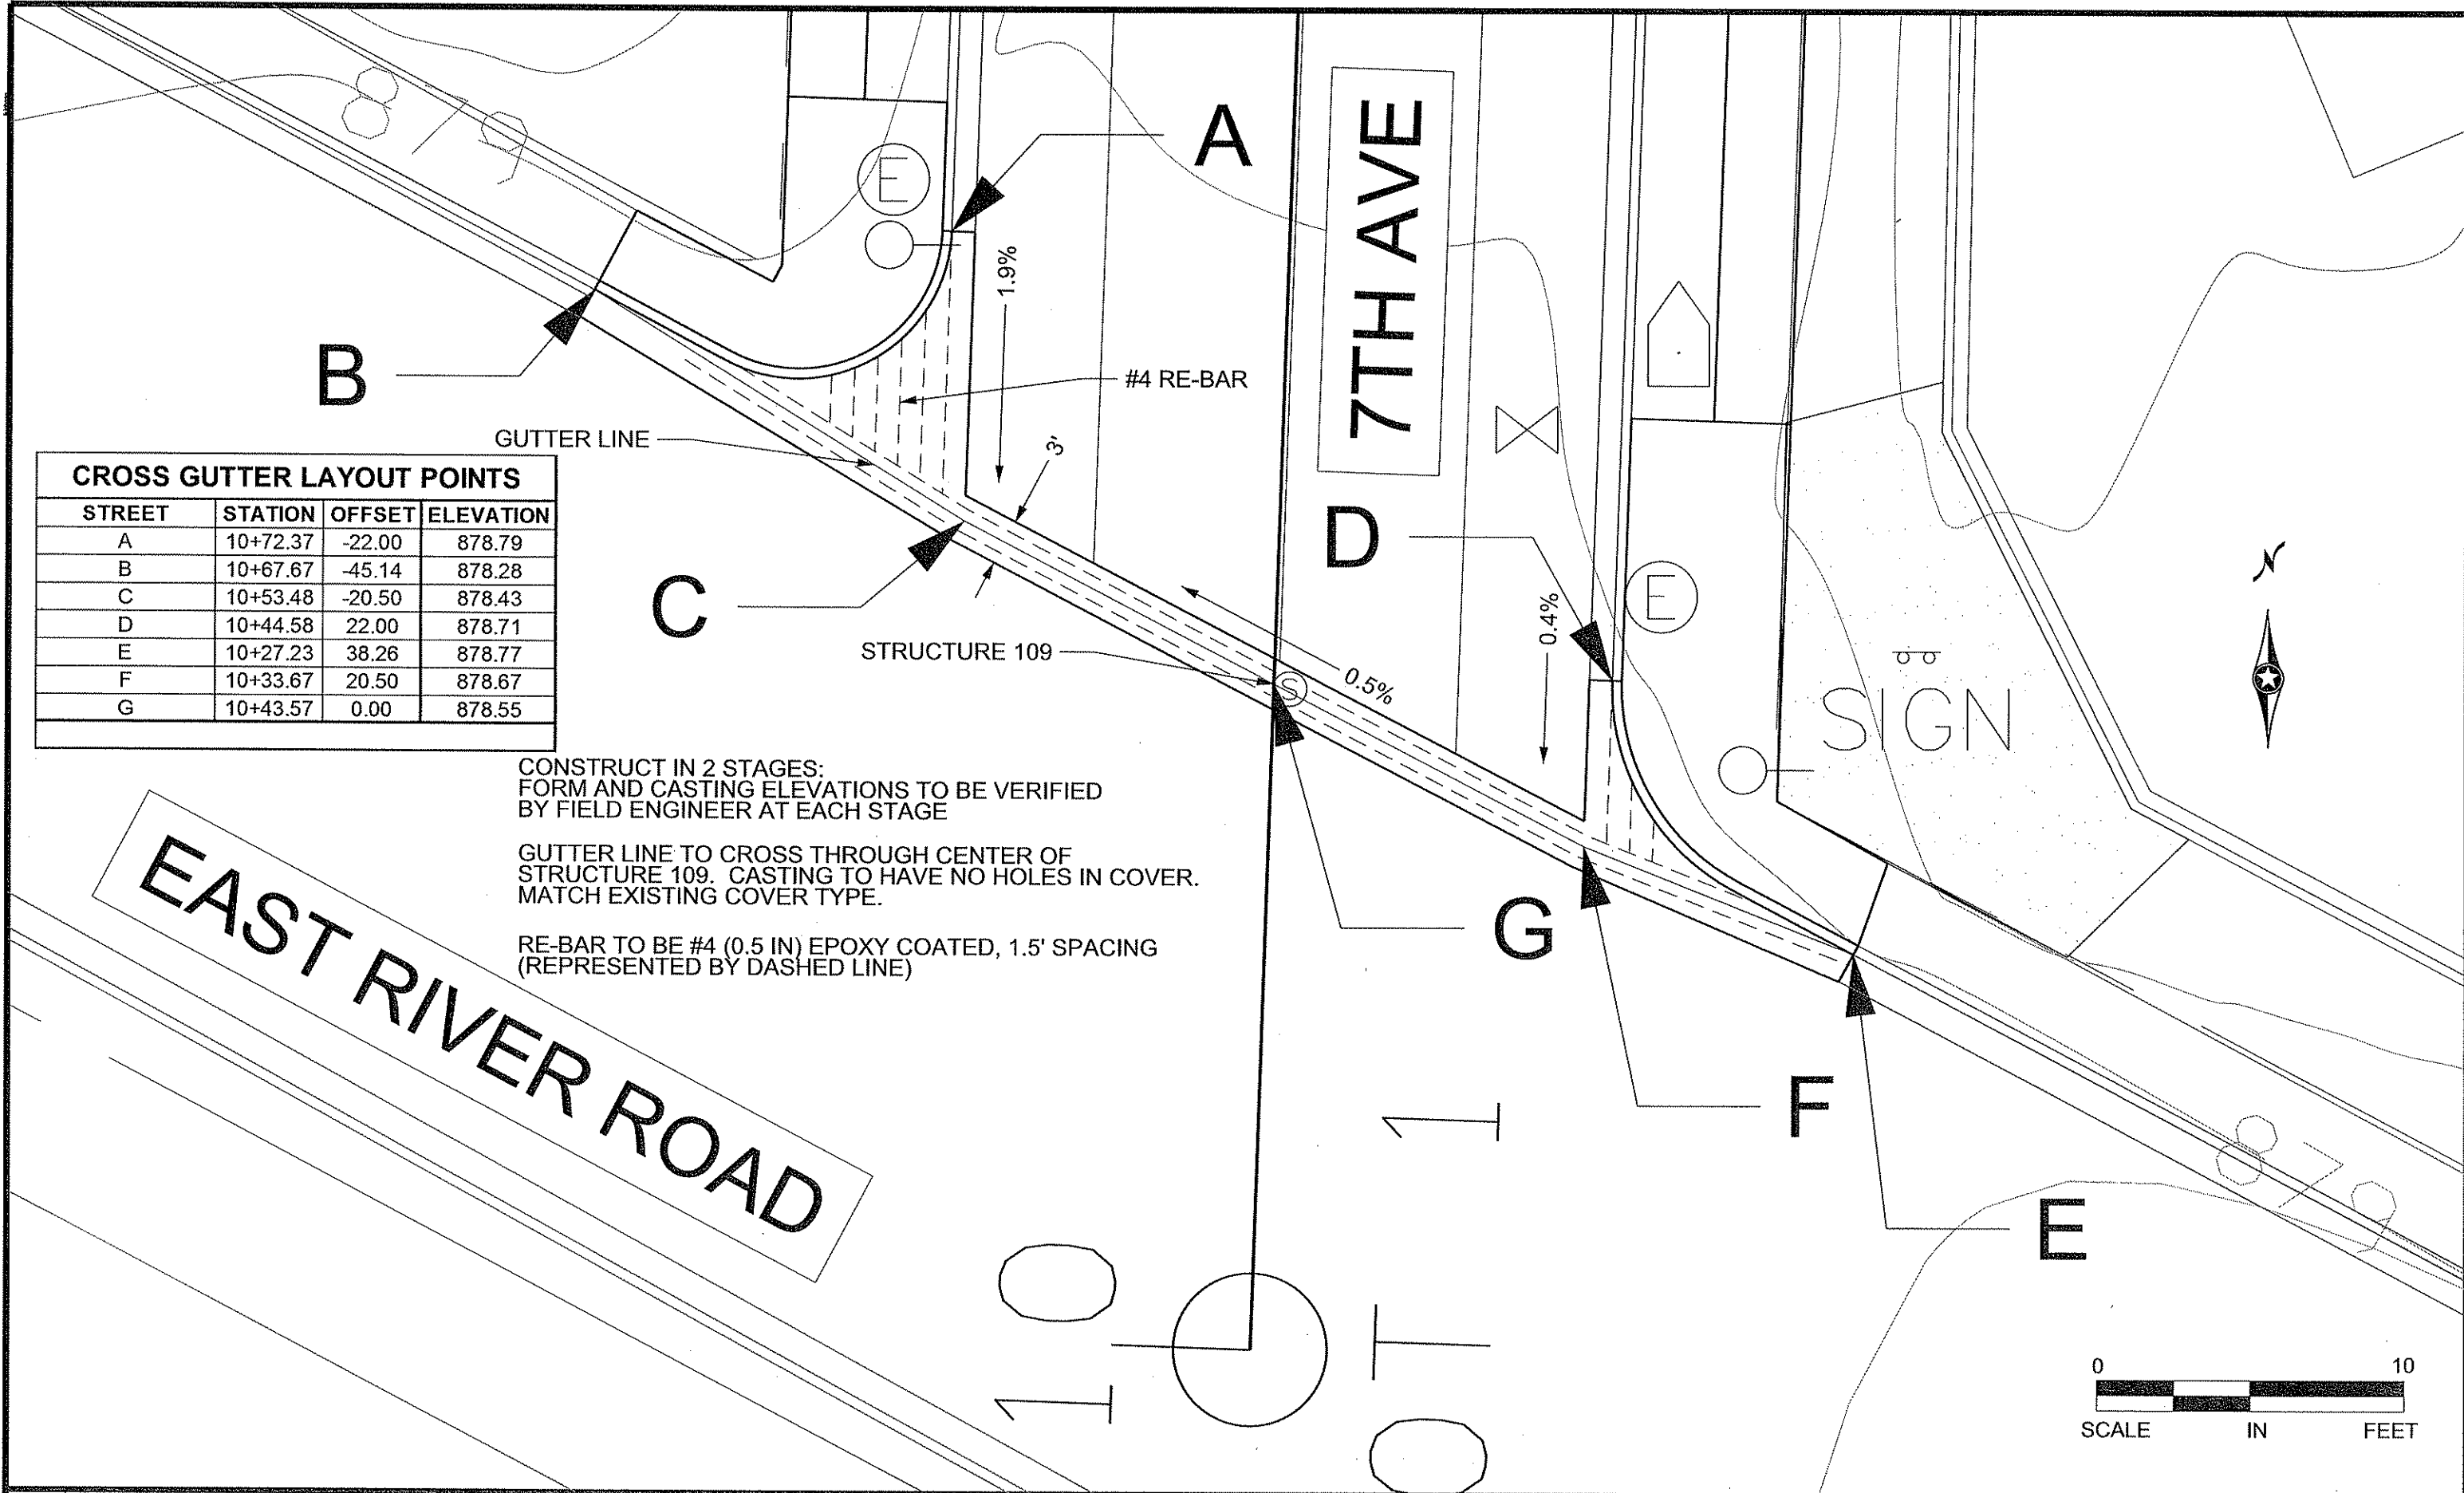 A
E
7TH AVE
1.9%
B
#4 RE-BAR
GUTTER LINE
3'
CROSS GUTTER LAYOUT POINTS
STREET STATION OFFSET ELEVATION
A 10+72.37 -22.00 878.79
B 10+67.67 -45.14 878.28
C 10+53.48 -20.50 878.43
D 10+44.58 22.00 878.71
E 10+27.23 38.26 878.77
F 10+33.67 20.50 878.67
G 10+43.57 0.00 878.55
D
C
E
N
0.4%
STRUCTURE 109
S
0.5%
SIGN
CONSTRUCT IN 2 STAGES:
FORM AND CASTING ELEVATIONS TO BE VERIFIED
BY FIELD ENGINEER AT EACH STAGE
GUTTER LINE TO CROSS THROUGH CENTER OF
STRUCTURE 109. CASTING TO HAVE NO HOLES IN COVER.
MATCH EXISTING COVER TYPE.
RE-BAR TO BE #4 (0.5 IN) EPOXY COATED, 1.5' SPACING
(REPRESENTED BY DASHED LINE)
EAST RIVER ROAD
G
F
E
879
0 10
SCALE IN FEET